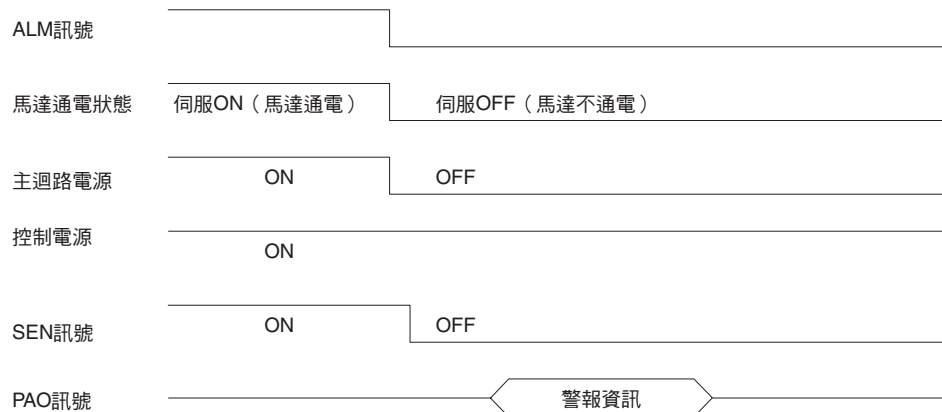 ALM訊號
馬達通電狀態 伺服ON（馬達通電） 伺服OFF（馬達不通電）
主迴路電源 ON OFF
控制電源 ON
SEN訊號 ON OFF
PAO訊號 警報資訊